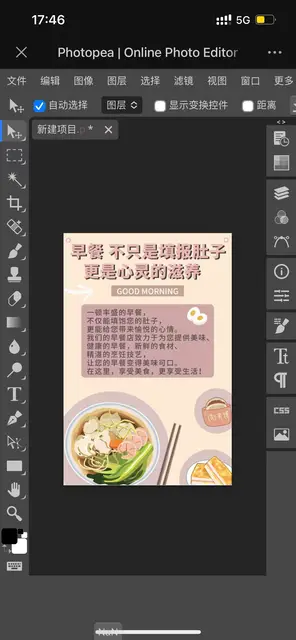 17:46
5G
Photopea | Online Photo Editor
文件 编辑 图像 图层 选择 滤镜 视图 窗口 更多
自动选择 图层 显示变换控件 距离
新建项目.p *
早餐 不只是填报肚子
更是心灵的滋养
GOOD MORNING
一顿丰盛的早餐，
不仅能填饱您的肚子，
更能给您带来愉悦的心情。
我们的早餐店致力于为您提供美味、
健康的早餐，新鲜的食材、
精湛的烹饪技艺，
让您的早餐变得美味可口。
在这里，享受美食，更享受生活！
CSS
NaN